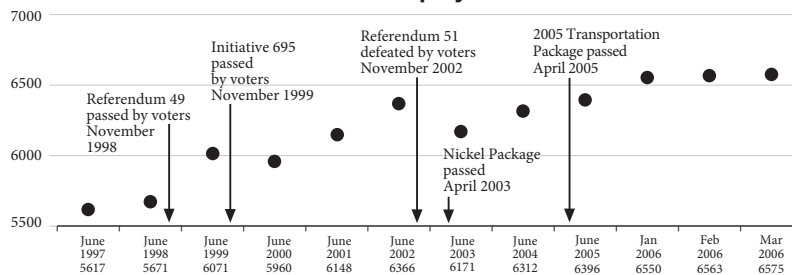 7000
6500
6000
5500
Referendum 49
passed by voters
November
1998
Initiative 695
passed
by voters
November 1999
Referendum 51
defeated by voters
November 2002
Nickel Package
passed
April 2003
2005 Transportation
Package passed
April 2005
June
1997
5617
June
1998
5671
June
1999
6071
June
2000
5960
June
2001
6148
June
2002
6366
June
2003
6171
June
2004
6312
June
2005
6396
Jan
2006
6550
Feb
2006
6563
Mar
2006
6575